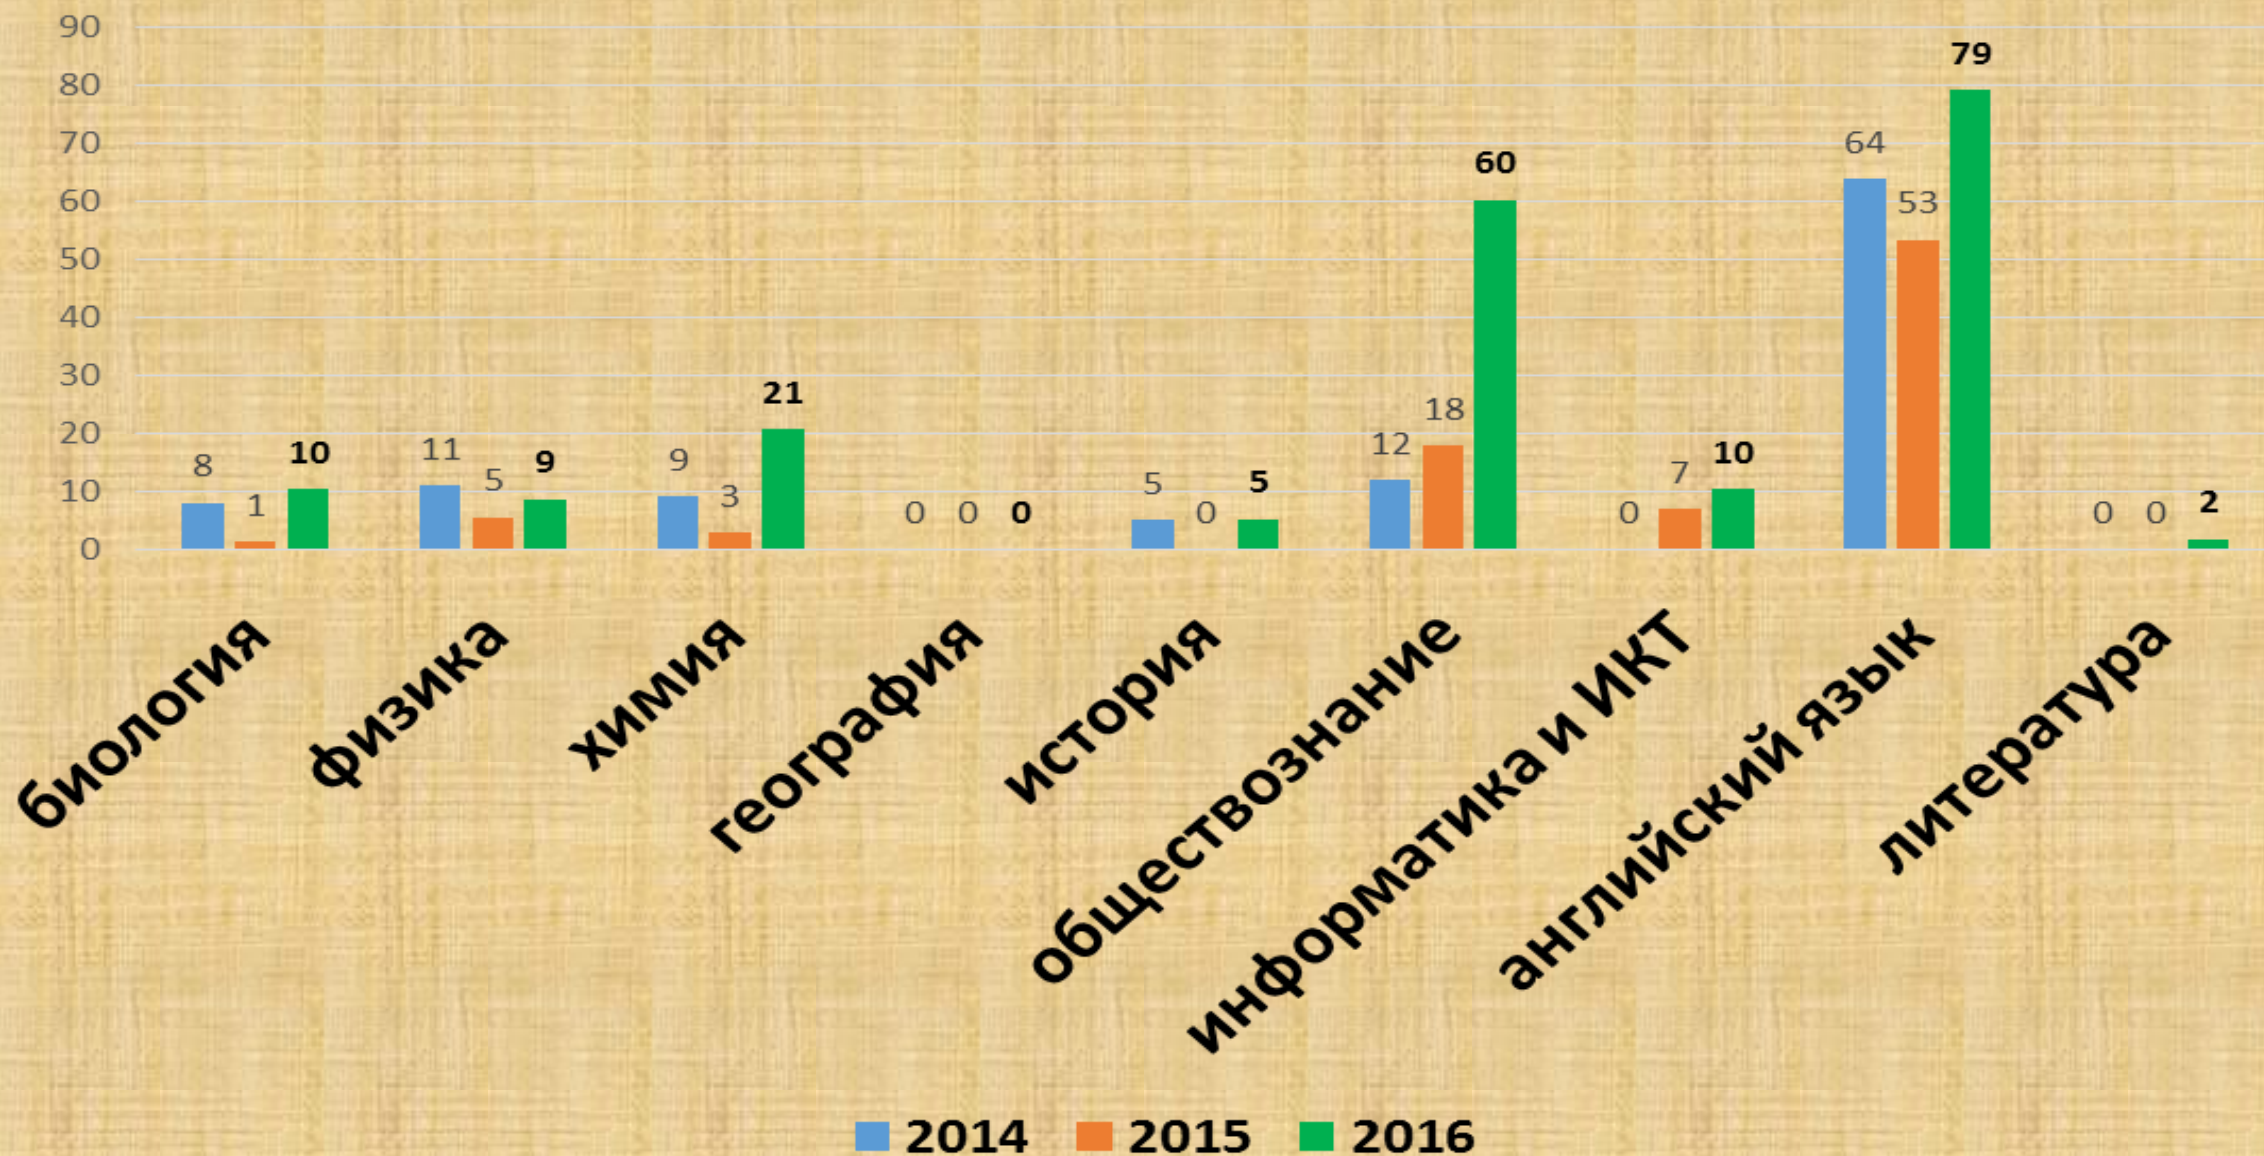 90
80
70
60
50
40
30
20
10
0
8 1 10
11 5 9
9 3 21
0 0 0
5 0 5
12 18 60
0 7 10
64 53 79
0 0 2
биология
физика
химия
география
история
обществознание
информатика и ИКТ
английский язык
литература
2014 2015 2016